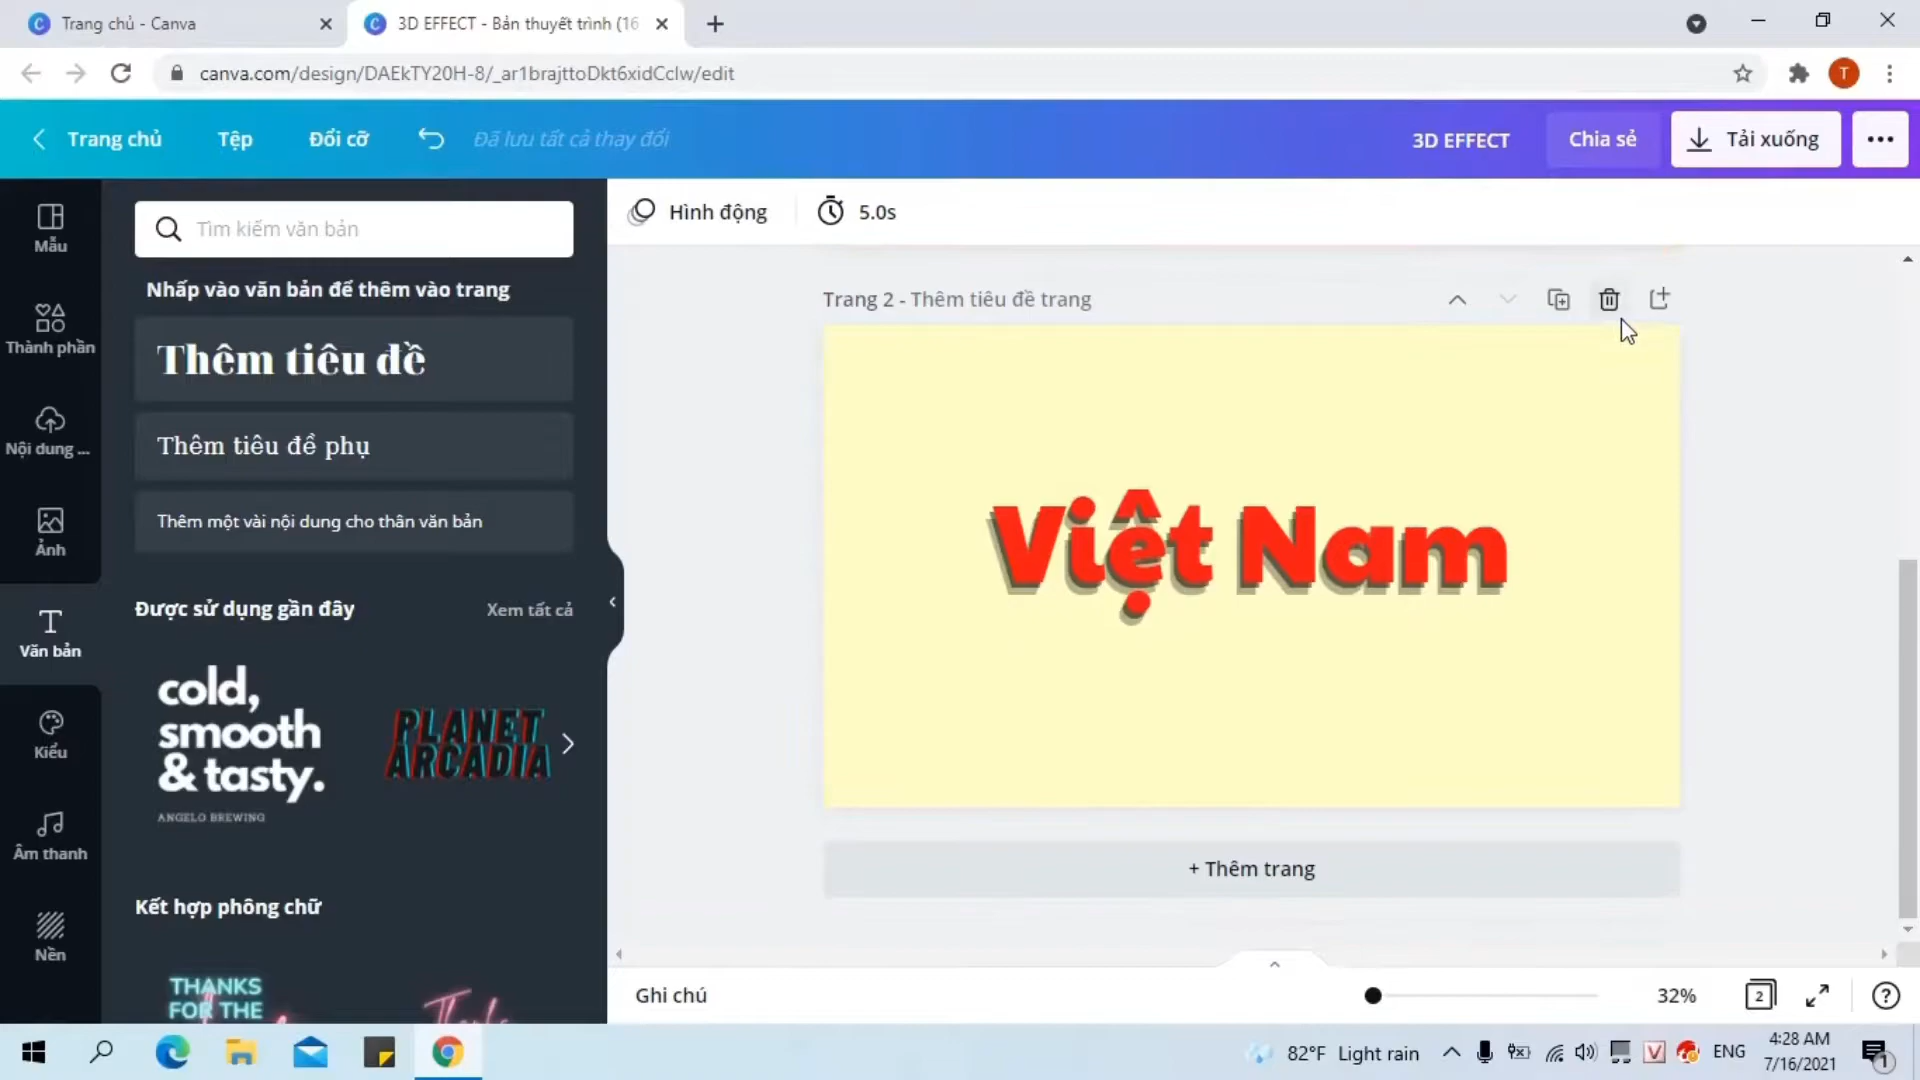 Trang chủ - Canva
3D EFFECT - Bản thuyết trình (16
canva.com/design/DAEkTY20H-8/_ar1brajttoDkt6xidCclw/edit
Trang chủ
Tệp
Đổi cỡ
Đã lưu tất cả thay đổi
3D EFFECT
Chia sẻ
Tải xuống
T
Mẫu
Thành phần
Nội dung ...
Ảnh
Văn bản
Kiểu
Âm thanh
Nền
Tìm kiếm văn bản
Nhấp vào văn bản để thêm vào trang
Thêm tiêu đề
Thêm tiêu đề phụ
Thêm một vài nội dung cho thân văn bản
Được sử dụng gần đây
Xem tất cả
cold,
smooth
& tasty.
ANGELO BREWING
PLANET
ARCADIA
Kết hợp phông chữ
THANKS
FOR THE
Thanks
Hình động
5.0s
Trang 2 - Thêm tiêu đề trang
Việt Nam
+ Thêm trang
Ghi chú
32%
2
82°F Light rain
ENG
4:28 AM
7/16/2021
1